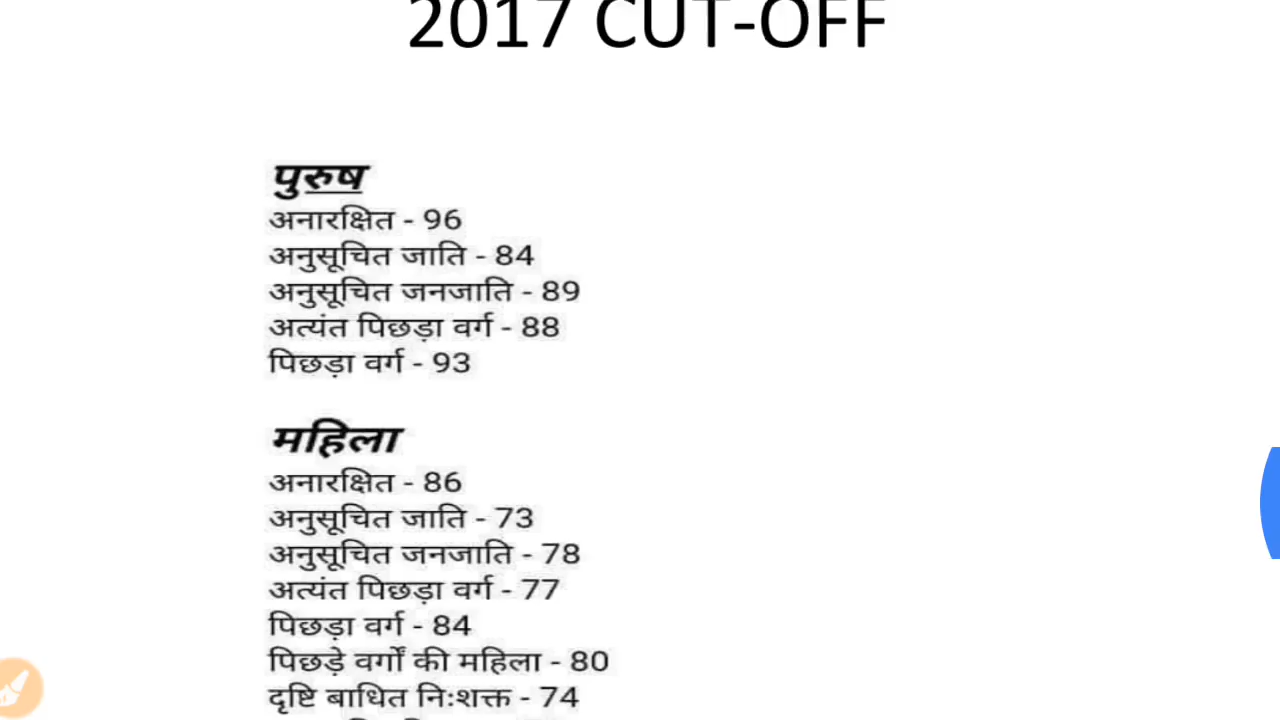 2017 CUT-OFF
पुरुष
अनारक्षित - 96
अनुसूचित जाति - 84
अनुसूचित जनजाति - 89
अत्यंत पिछड़ा वर्ग - 88
पिछड़ा वर्ग - 93
महिला
अनारक्षित - 86
अनुसूचित जाति - 73
अनुसूचित जनजाति - 78
अत्यंत पिछड़ा वर्ग - 77
पिछड़ा वर्ग - 84
पिछड़े वर्गों की महिला - 80
दृष्टि बाधित निःशक्त - 74